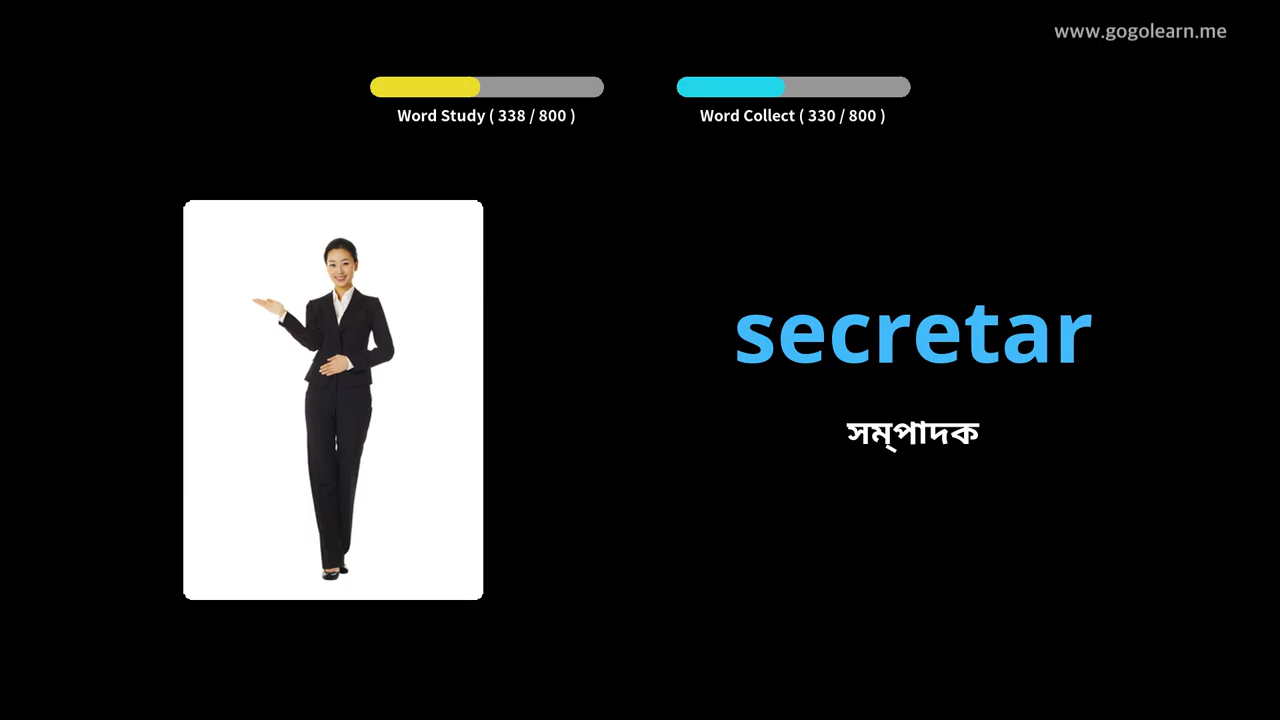 www.gogolearn.me
Word Study ( 338 / 800 )
Word Collect ( 330 / 800 )
secretar
সম্পাদক